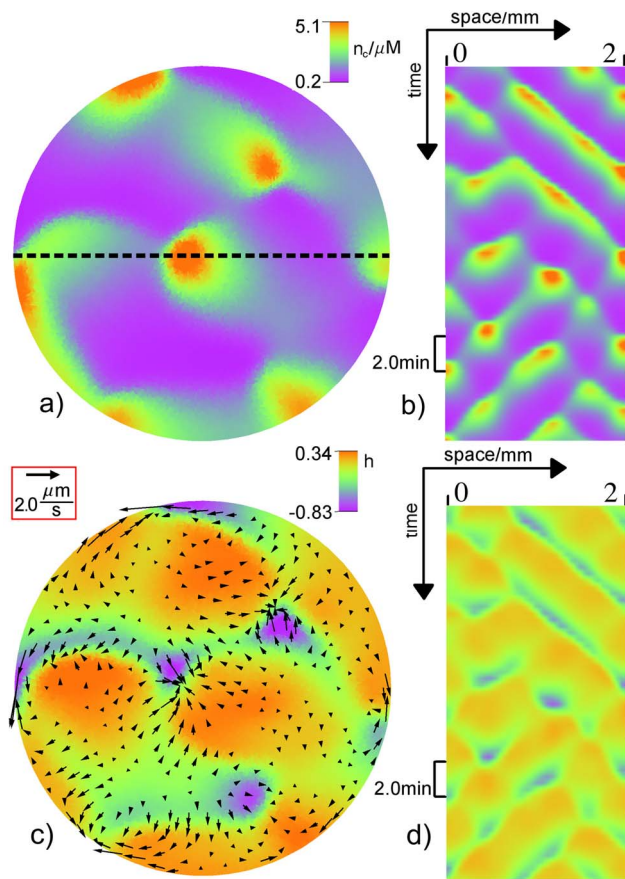 5.1
n_c/μM
0.2
space/mm
0 2
time
2.0min
a)
b)
0.34
h
-0.83
2.0 μm/s
space/mm
0 2
time
2.0min
c)
d)